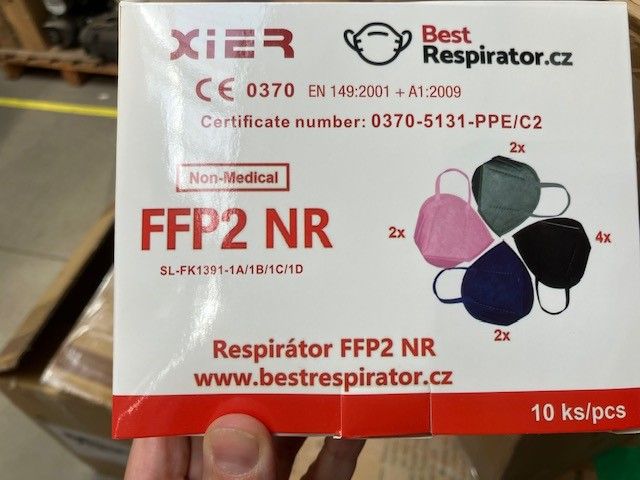 XiER
Best
Respirator.cz
CE 0370 EN 149:2001 + A1:2009
Certificate number: 0370-5131-PPE/C2
2x
Non-Medical
FFP2 NR
2x
4x
SL-FK1391-1A/1B/1C/1D
2x
Respirátor FFP2 NR
www.bestrespirator.cz
10 ks/pcs